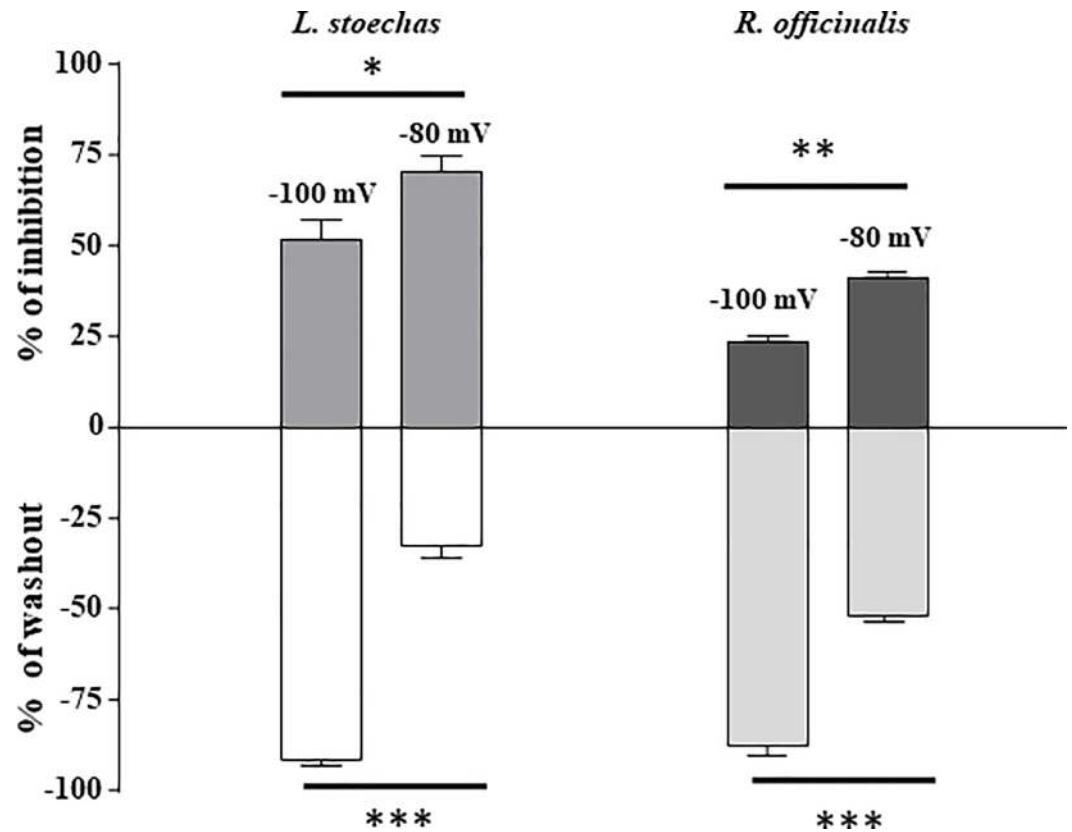 L. stoechas
R. officinalis
100
75
50
25
0
-25
-50
-75
-100
% of inhibition
% of washout
*
-100 mV
-80 mV
**
-100 mV
-80 mV
***
***